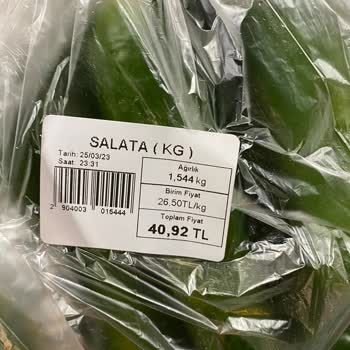 SALATA ( KG )
Tarih: 25/03/23
Saat: 23:31
Ağırlık
1,544 kg
Birim Fiyat
26,50TL/kg
Toplam Fiyat
40,92 TL
2 904003 015444